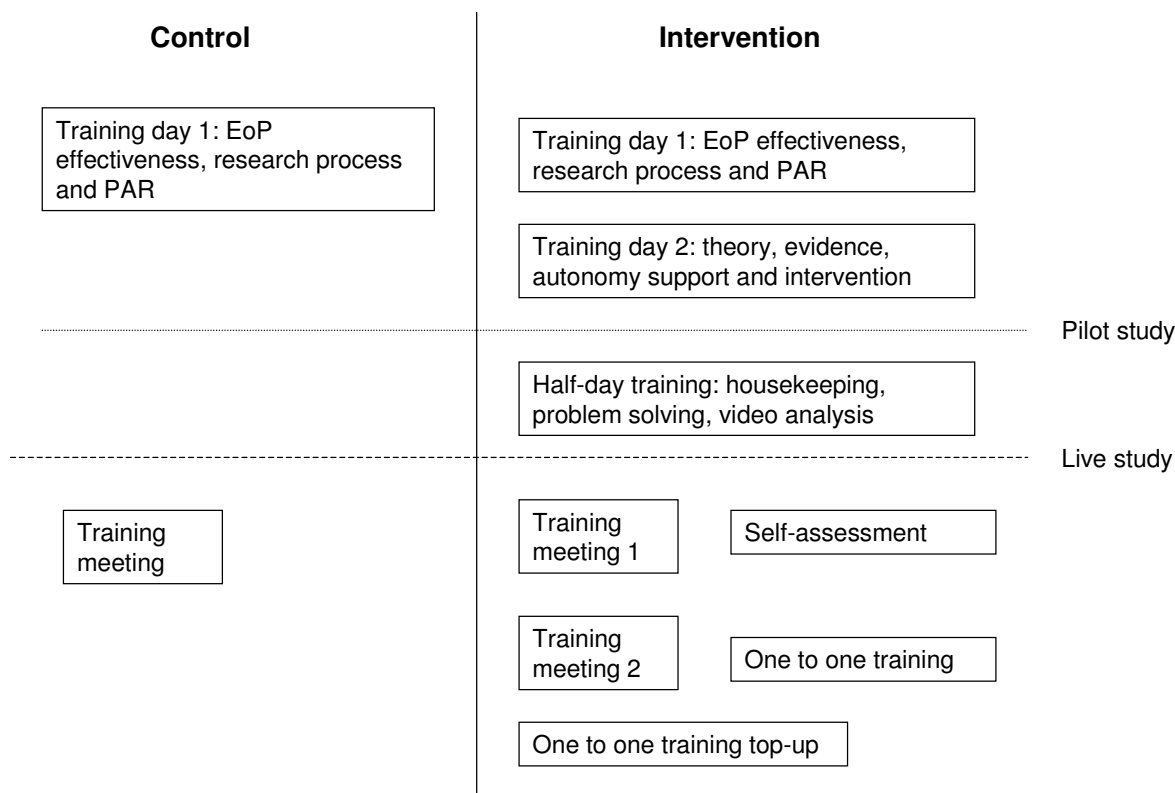 Control
Intervention
Training day 1: EoP
effectiveness, research process
and PAR
Training day 1: EoP effectiveness,
research process and PAR
Training day 2: theory, evidence,
autonomy support and intervention
Pilot study
Half-day training: housekeeping,
problem solving, video analysis
Live study
Training
meeting
Training
meeting 1
Self-assessment
Training
meeting 2
One to one training
One to one training top-up